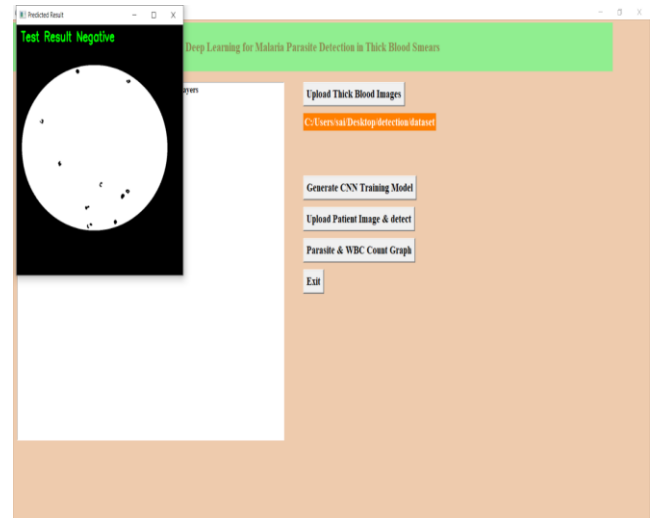 Predicted Result
Test Result Negative
Deep Learning for Malaria Parasite Detection in Thick Blood Smears
ayers
Upload Thick Blood Images
C:/Users/sai/Desktop/detection/dataset
Generate CNN Training Model
Upload Patient Image & detect
Parasite & WBC Count Graph
Exit